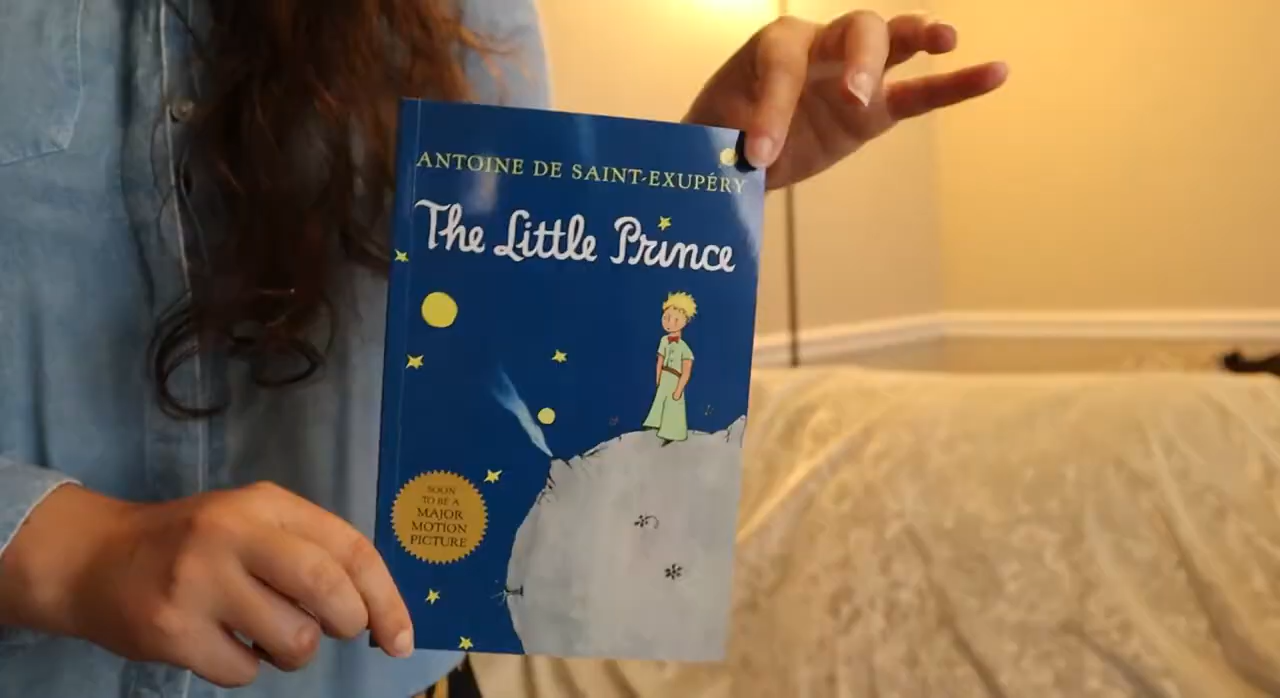 ANTOINE DE SAINT-EXUPÉRY
The Little Prince
SOON
TO BE A
MAJOR
MOTION
PICTURE